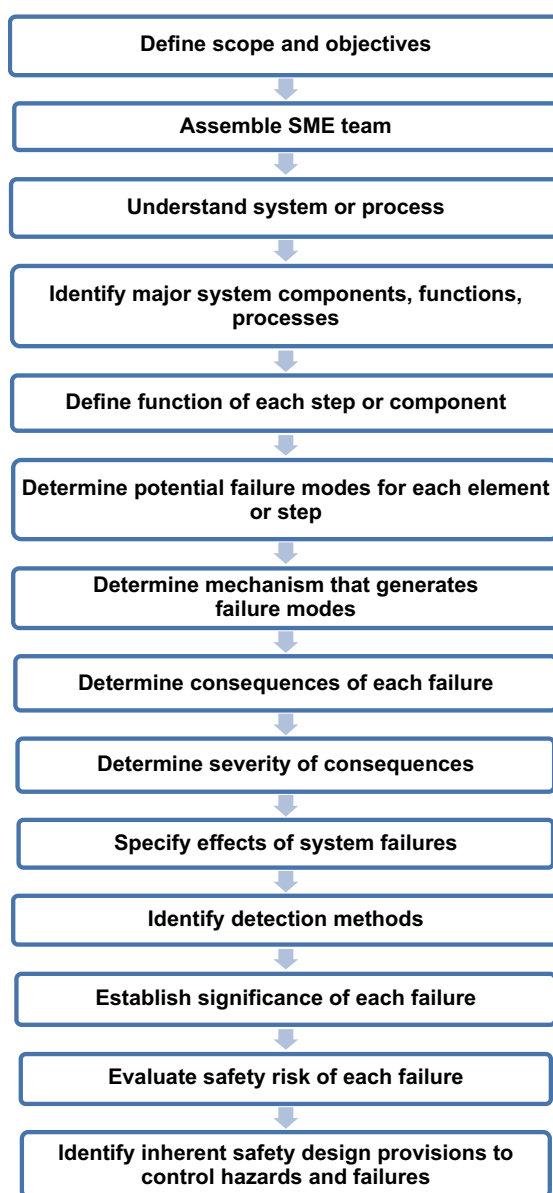 Define scope and objectives
Assemble SME team
Understand system or process
Identify major system components, functions,
processes
Define function of each step or component
Determine potential failure modes for each element
or step
Determine mechanism that generates
failure modes
Determine consequences of each failure
Determine severity of consequences
Specify effects of system failures
Identify detection methods
Establish significance of each failure
Evaluate safety risk of each failure
Identify inherent safety design provisions to
control hazards and failures